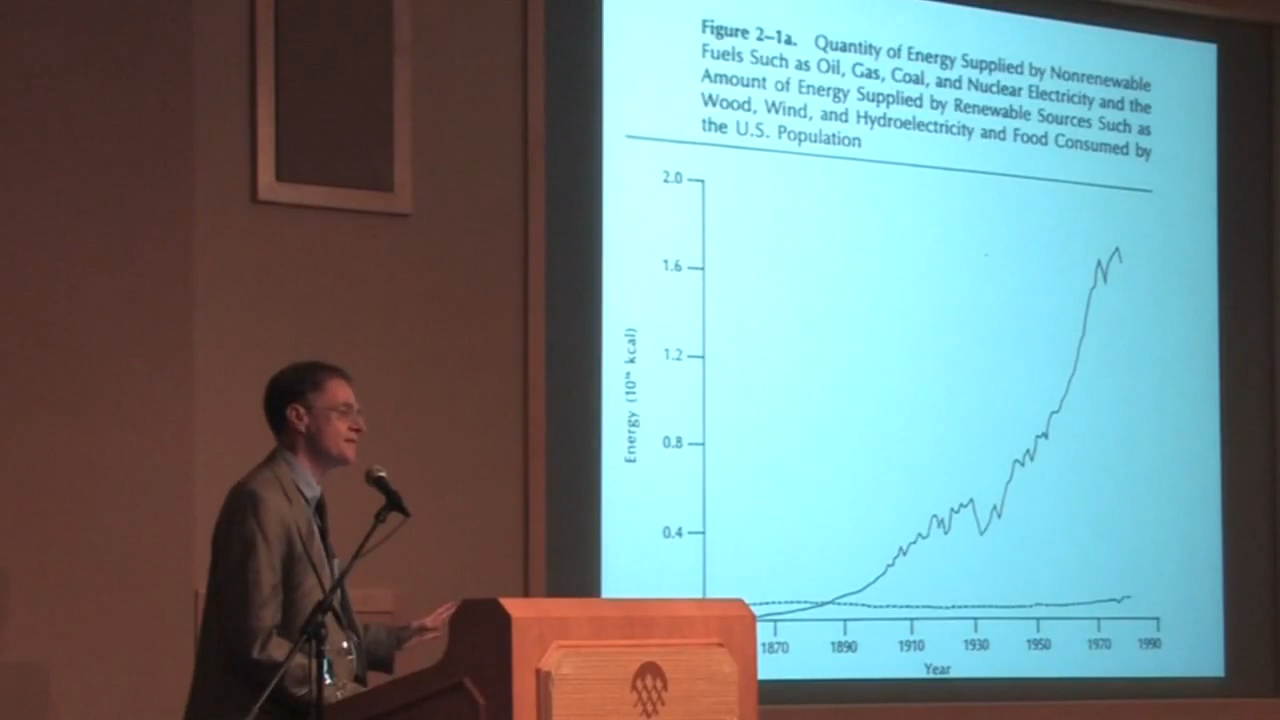 Figure 2–1a. Quantity of Energy Supplied by Nonrenewable
Fuels Such as Oil, Gas, Coal, and Nuclear Electricity and the
Amount of Energy Supplied by Renewable Sources Such as
Wood, Wind, and Hydroelectricity and Food Consumed by
the U.S. Population
2.0
1.6
1.2
0.8
0.4
Energy (10 kcal)
1870 1890 1910 1930 1950 1970 1990
Year